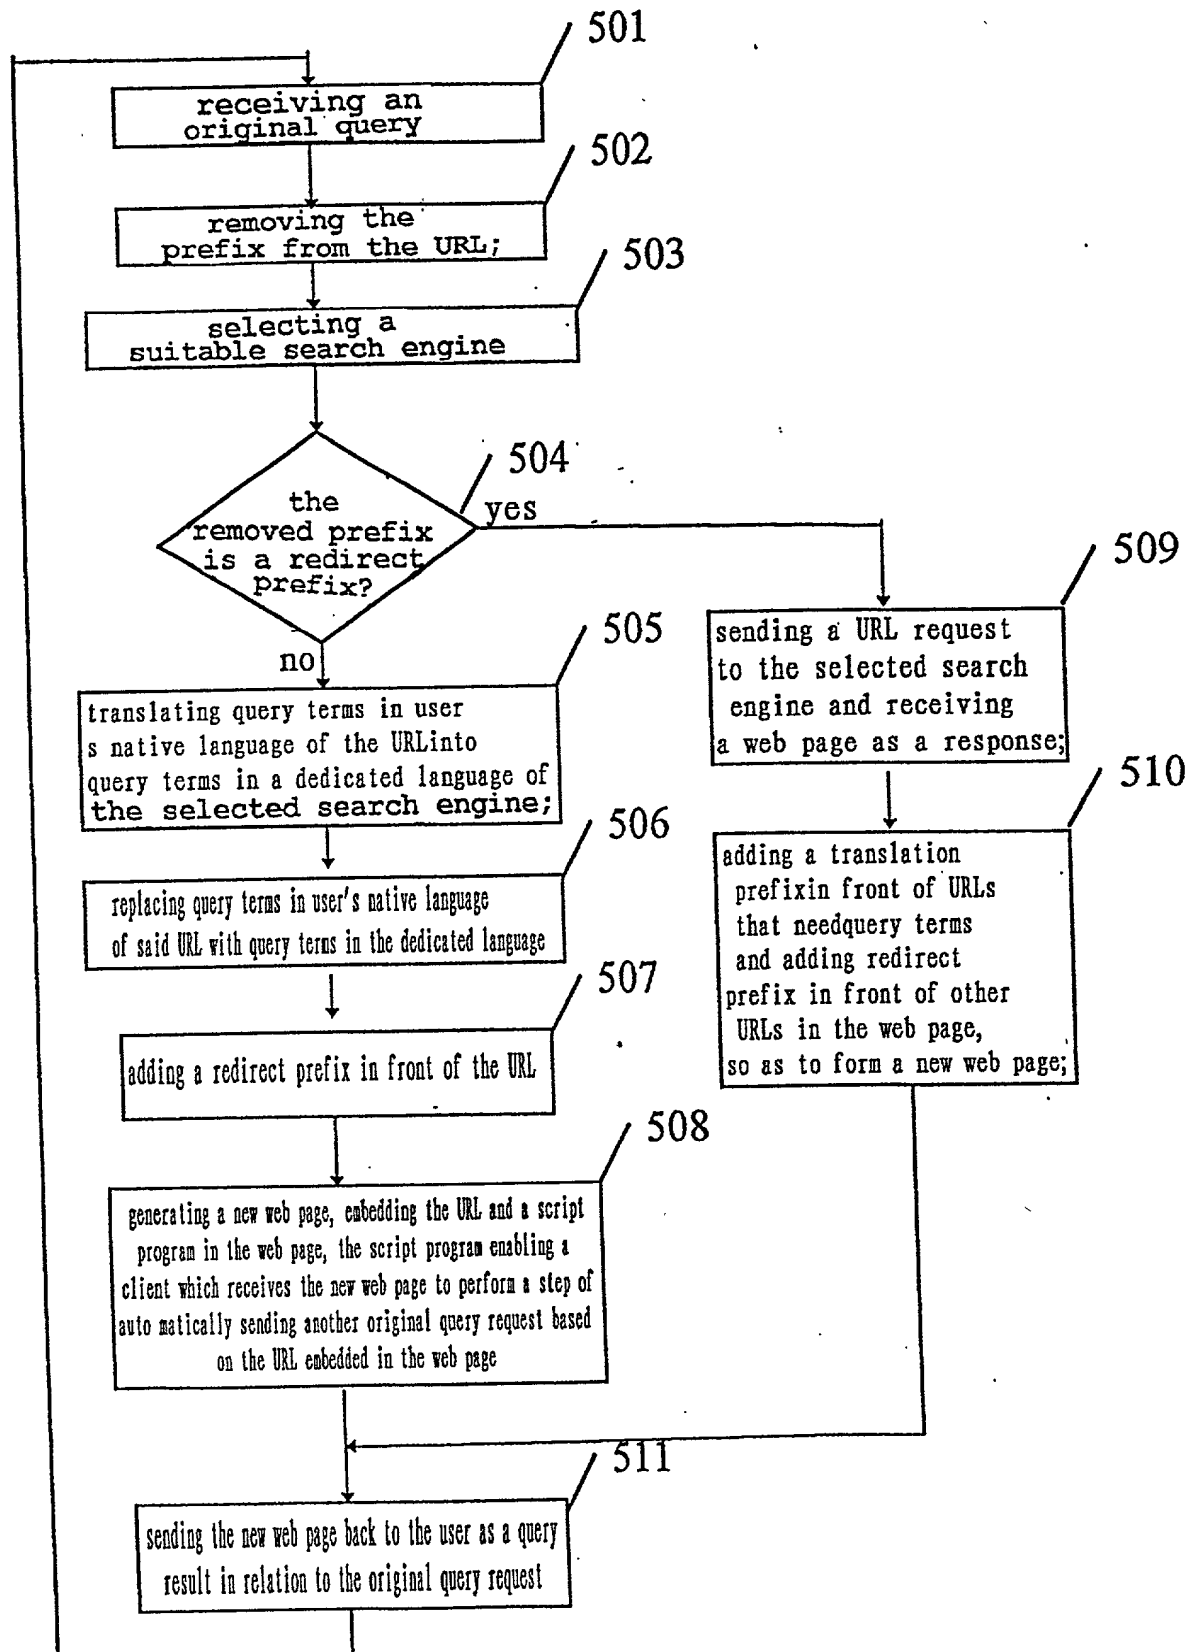 501
receiving an
original query
502
removing the
prefix from the URL;
503
selecting a
suitable search engine
504
the
removed prefix
is a redirect
prefix?
yes
no
509
sending a URL request
to the selected search
engine and receiving
a web page as a response;
505
translating query terms in user
s native language of the URLinto
query terms in a dedicated language of
the selected search engine;
510
adding a translation
prefixin front of URLs
that needquery terms
and adding redirect
prefix in front of other
URLs in the web page,
so as to form a new web page;
506
replacing query terms in user's native language
of said URL with query terms in the dedicated language
507
adding a redirect prefix in front of the URL
508
generating a new web page, embedding the URL and a script
program in the web page, the script program enabling a
client which receives the new web page to perform a step of
auto matically sending another original query request based
on the URL embedded in the web page
511
sending the new web page back to the user as a query
result in relation to the original query request